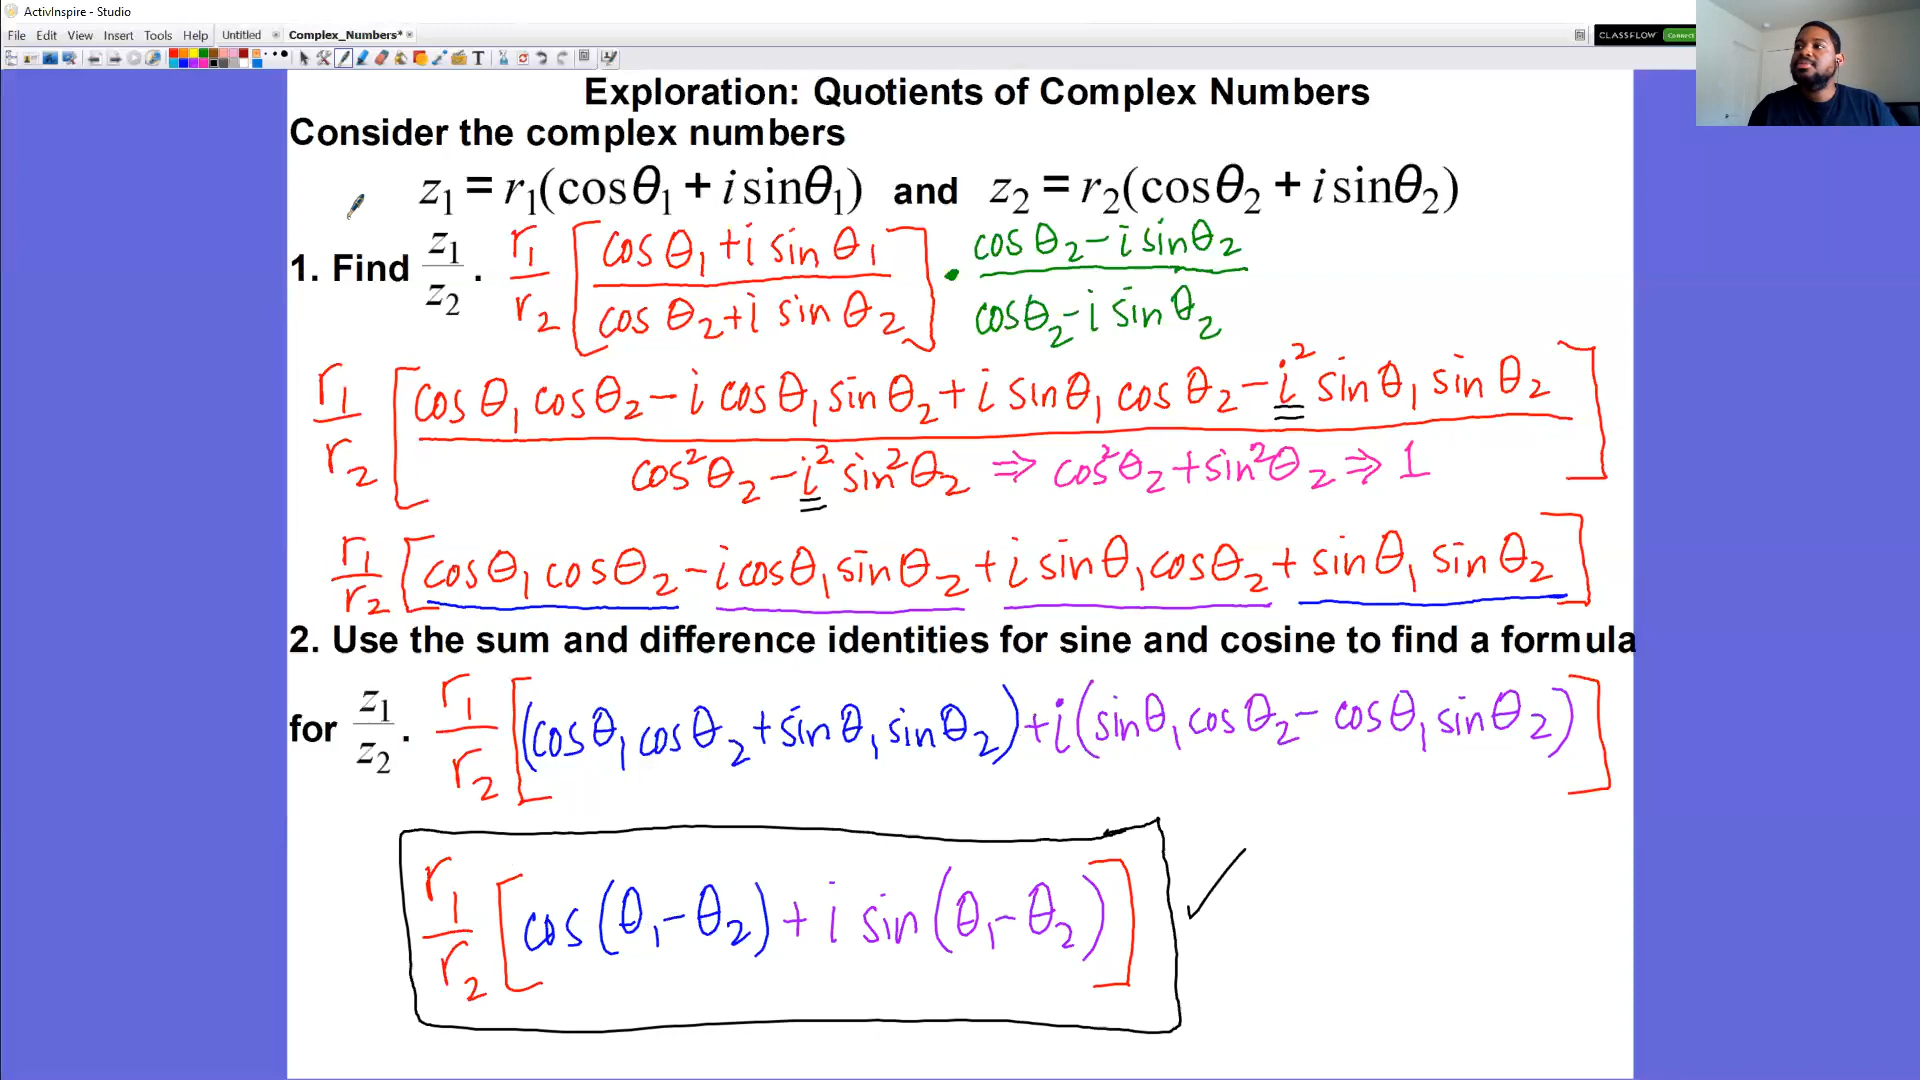 ActivInspire - Studio
File Edit View Insert Tools Help Untitled Complex_Numbers*
CLASSFLOW Connect
Exploration: Quotients of Complex Numbers
Consider the complex numbers
z₁ = r₁(cosθ₁ + i sinθ₁) and z₂ = r₂(cosθ₂ + i sinθ₂)
1. Find z₁/z₂. r₁/r₂ [(cos θ₁ + i sin θ₁)/(cos θ₂ + i sin θ₂)] · (cos θ₂ − i sin θ₂)/(cos θ₂ − i sin θ₂)
r₁/r₂ [(cos θ₁ cos θ₂ − i cos θ₁ sin θ₂ + i sin θ₁ cos θ₂ − i² sin θ₁ sin θ₂)/(cos² θ₂ − i² sin² θ₂)] ⇒ cos² θ₂ + sin² θ₂ ⇒ 1
r₁/r₂ [cos θ₁ cos θ₂ − i cos θ₁ sin θ₂ + i sin θ₁ cos θ₂ + sin θ₁ sin θ₂]
2. Use the sum and difference identities for sine and cosine to find a formula
for z₁/z₂. r₁/r₂ [(cos θ₁ cos θ₂ + sin θ₁ sin θ₂) + i (sin θ₁ cos θ₂ − cos θ₁ sin θ₂)]
r₁/r₂ [cos (θ₁ − θ₂) + i sin (θ₁ − θ₂)] ✓